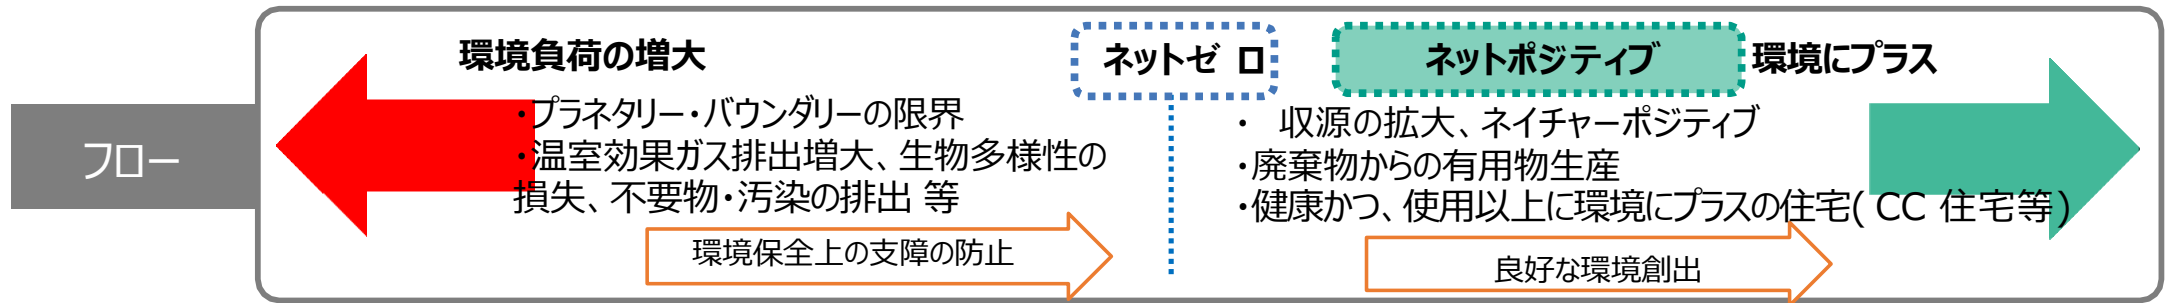 フロー
環境負荷の増大
・プラネタリー・バウンダリーの限界
・温室効果ガス排出増大、生物多様性の
損失、不要物・汚染の排出 等
環境保全上の支障の防止
ネットゼ ロ
ネットポジティブ
環境にプラス
・ 収源の拡大、ネイチャーポジティブ
・廃棄物からの有用物生産
・健康かつ、使用以上に環境にプラスの住宅( CC 住宅等)
良好な環境創出